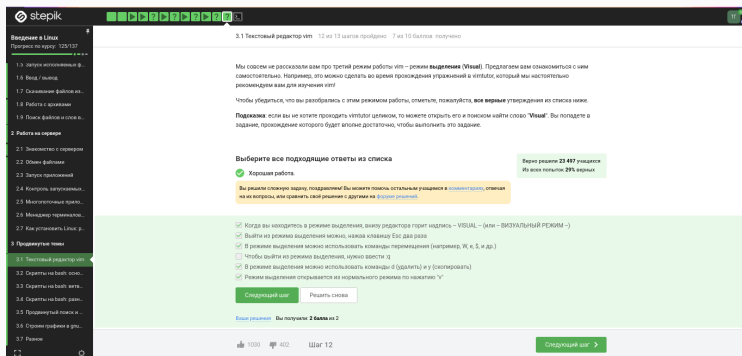 stepik
Введение в Linux
Прогресс по курсу: 125/137
1.5 Запуск исполняемых ф...
1.6 Ввод / вывод
1.7 Скачивание файлов из...
1.8 Работа с архивами
1.9 Поиск файлов и слов в...
2 Работа на сервере
2.1 Знакомство с сервером
2.2 Обмен файлами
2.3 Запуск приложений
2.4 Контроль запускаемых...
2.5 Многопоточные прило...
2.6 Менеджер терминалов...
2.7 Как установить Linux: р...
3 Продвинутые темы
3.1 Текстовый редактор vim
3.2 Скрипты на bash: осно...
3.3 Скрипты на bash: ветв...
3.4 Скрипты на bash: разн...
3.5 Продвинутый поиск и ...
3.6 Строим графики в gnu...
3.7 Разное
3.1 Текстовый редактор vim 12 из 13 шагов пройдено 7 из 10 баллов получено
Мы совсем не рассказали вам про третий режим работы vim – режим выделения (Visual). Предлагаем вам ознакомиться с ним
самостоятельно. Например, это можно сделать во время прохождения упражнений в vimtutor, который мы настоятельно
рекомендуем вам для изучения vim!
Чтобы убедиться, что вы разобрались с этим режимом работы, отметьте, пожалуйста, все верные утверждения из списка ниже.
Подсказка: если вы не хотите проходить vimtutor целиком, то можете открыть его и поиском найти слово "Visual". Вы попадете в
задание, прохождение которого будет вполне достаточно, чтобы выполнить это задание.
Выберите все подходящие ответы из списка
Верно решили 23 497 учащихся
Из всех попыток 29% верных
Хорошая работа.
Вы решили сложную задачу, поздравляем! Вы можете помочь остальным учащимся в комментариях, отвечая
на их вопросы, или сравнить своё решение с другими на форуме решений.
Когда вы находитесь в режиме выделения, внизу редактора горит надпись -- VISUAL -- (или -- ВИЗУАЛЬНЫЙ РЕЖИМ --)
Выйти из режима выделения можно, нажав клавишу Esc два раза
В режиме выделения можно использовать команды перемещения (например, W, e, $, и др.)
Чтобы выйти из режима выделения, нужно ввести :q
В режиме выделения можно использовать команды d (удалить) и y (скопировать)
Режим выделения открывается из нормального режима по нажатию "v".
Следующий шаг Решить снова
Ваши решения Вы получили: 2 балла из 2
1030 402 Шаг 12 Следующий шаг